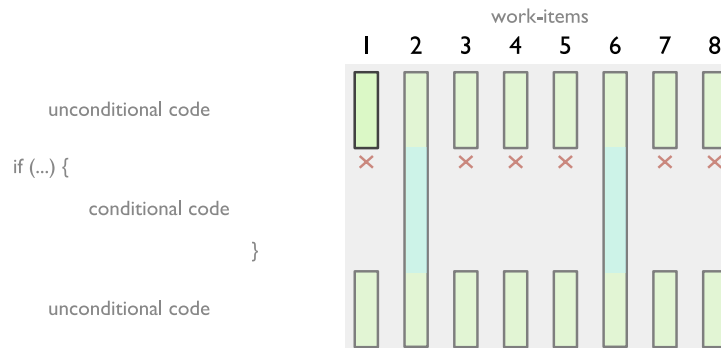 work-items
1 2 3 4 5 6 7 8
unconditional code
if (...) {
conditional code
}
unconditional code